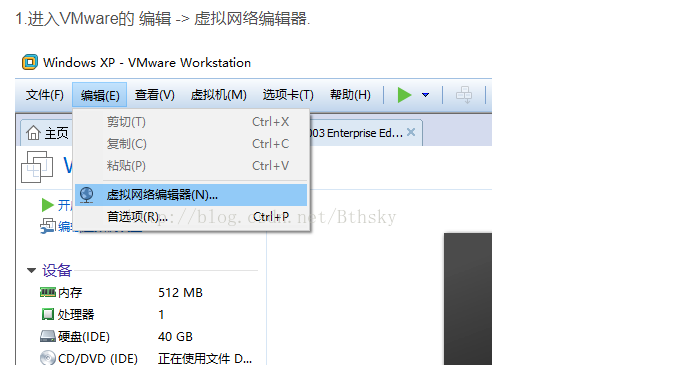 1.进入VMware的 编辑 -> 虚拟网络编辑器.
Windows XP - VMware Workstation
文件(F) 编辑(E) 查看(V) 虚拟机(M) 选项卡(T) 帮助(H)
主页 003 Enterprise Ed...
剪切(T) Ctrl+X
复制(C) Ctrl+C
粘贴(P) Ctrl+V
虚拟网络编辑器(N)...
首选项(R)... Ctrl+P
设备
内存 512 MB
处理器 1
硬盘(IDE) 40 GB
CD/DVD (IDE) 正在使用文件 D...